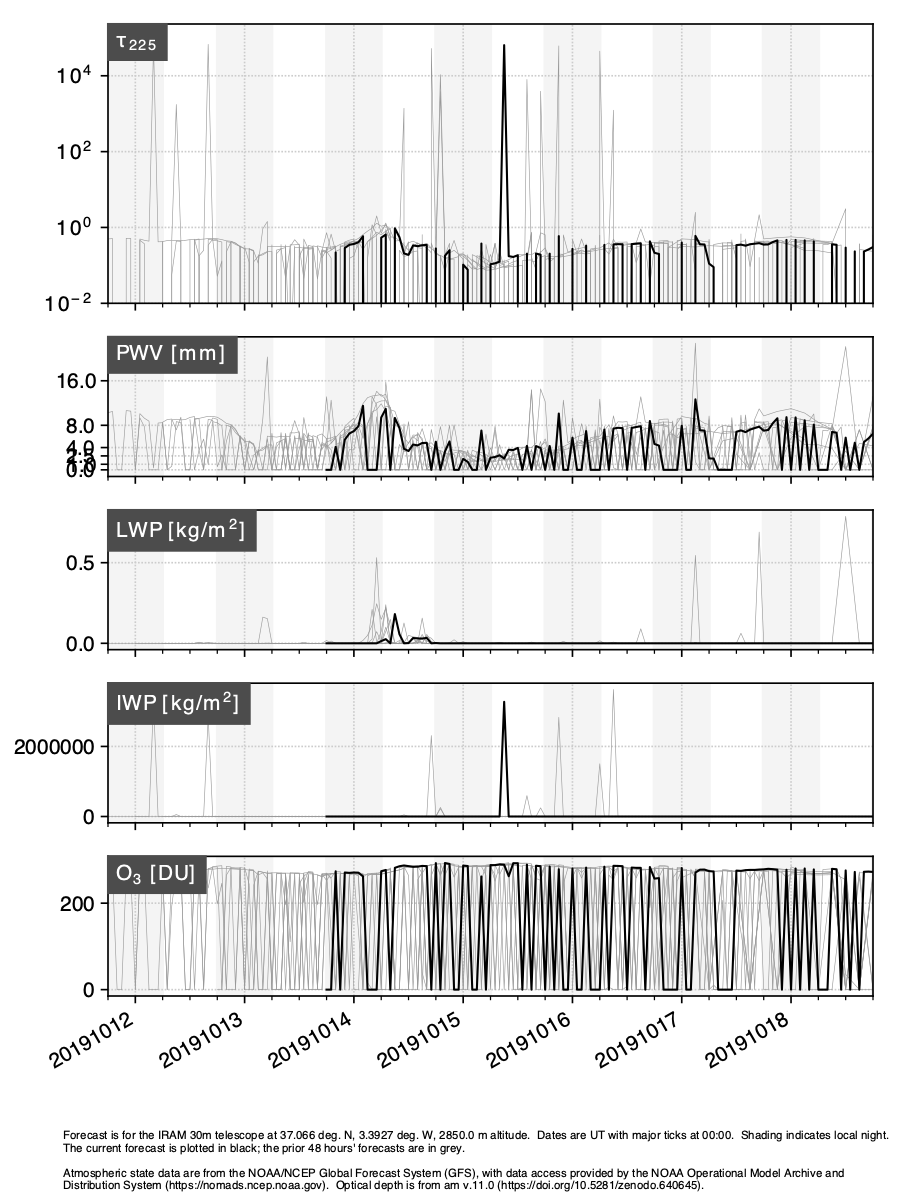 τ225
10^4
10^2
10^0
10^−2
PWV [mm]
16.0
8.0
4.0
0.0
LWP [kg/m^2]
0.5
0.0
IWP [kg/m^2]
2000000
0
O3 [DU]
200
0
20191012 20191013 20191014 20191015 20191016 20191017 20191018
Forecast is for the IRAM 30m telescope at 37.066 deg. N, 3.3927 deg. W, 2850.0 m altitude. Dates are UT with major ticks at 00:00. Shading indicates local night.
The current forecast is plotted in black; the prior 48 hours' forecasts are in grey.
Atmospheric state data are from the NOAA/NCEP Global Forecast System (GFS), with data access provided by the NOAA Operational Model Archive and
Distribution System (https://nomads.ncep.noaa.gov). Optical depth is from am v.11.0 (https://doi.org/10.5281/zenodo.640645).